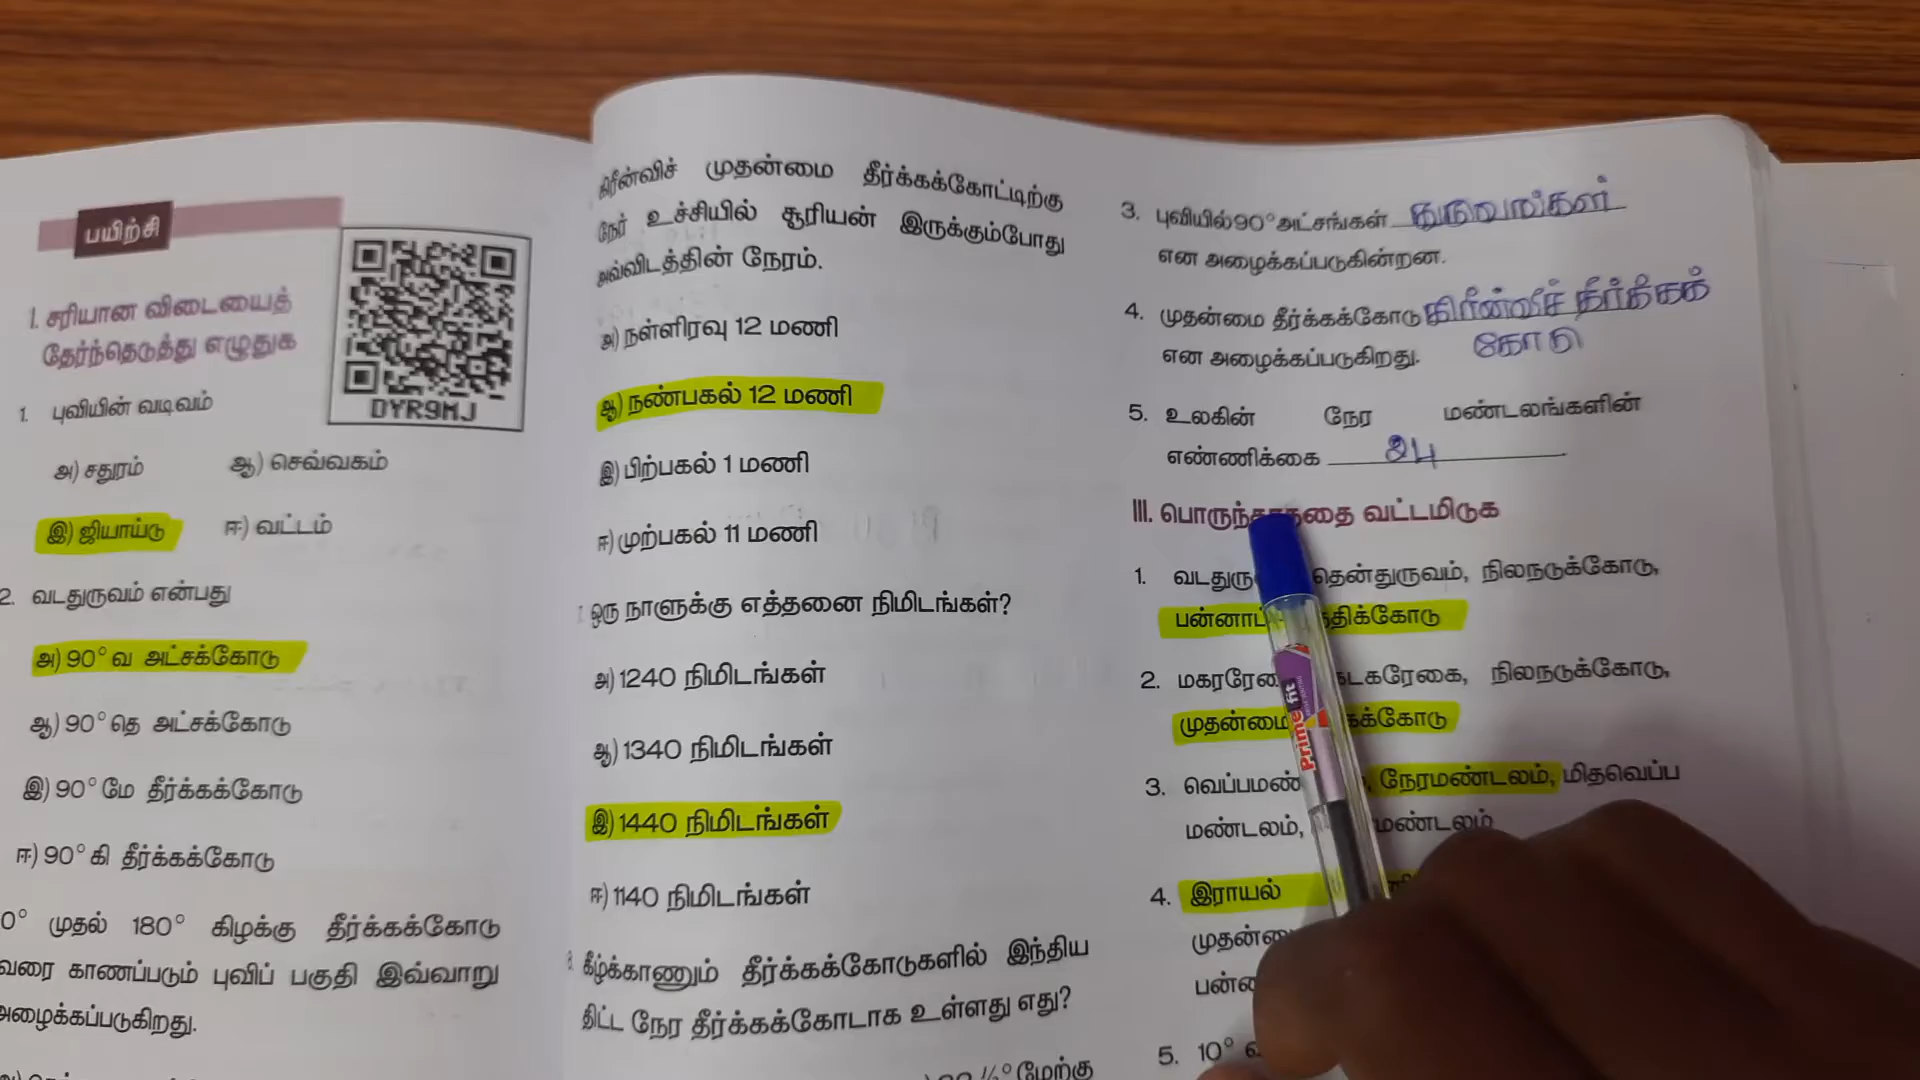 பயிற்சி
I. சரியான விடையைத்
தேர்ந்தெடுத்து எழுதுக
DYR9MJ
1. புவியின் வடிவம்
அ) சதுரம் ஆ) செவ்வகம்
இ) ஜியாய்டு ஈ) வட்டம்
2. வடதுருவம் என்பது
அ) 90° வ அட்சக்கோடு
ஆ) 90° தெ அட்சக்கோடு
இ) 90° மே தீர்க்கக்கோடு
ஈ) 90° கி தீர்க்கக்கோடு
0° முதல் 180° கிழக்கு தீர்க்கக்கோடு
வரை காணப்படும் புவிப் பகுதி இவ்வாறு
அழைக்கப்படுகிறது.
கிரீன்விச் முதன்மை தீர்க்கக்கோட்டிற்கு
நேர் உச்சியில் சூரியன் இருக்கும்போது
அவ்விடத்தின் நேரம்.
அ) நள்ளிரவு 12 மணி
ஆ) நண்பகல் 12 மணி
இ) பிற்பகல் 1 மணி
ஈ) முற்பகல் 11 மணி
ஒரு நாளுக்கு எத்தனை நிமிடங்கள்?
அ) 1240 நிமிடங்கள்
ஆ) 1340 நிமிடங்கள்
இ) 1440 நிமிடங்கள்
ஈ) 1140 நிமிடங்கள்
கீழ்க்காணும் தீர்க்கக்கோடுகளில் இந்திய
திட்ட நேர தீர்க்கக்கோடாக உள்ளது எது?
மேற்கு
3. புவியில் 90° அட்சங்கள் துருவங்கள்
என அழைக்கப்படுகின்றன.
4. முதன்மை தீர்க்கக்கோடு கிரீன்விச் தீர்க்கக்
என அழைக்கப்படுகிறது. கோடு
5. உலகின் நேர மண்டலங்களின்
எண்ணிக்கை 24
III. வட்டமிடுக
1. தென்துருவம், நிலநடுக்கோடு,
2. நிலநடுக்கோடு,
முதன்மை
3. நேரமண்டலம், மிதவெப்ப
மண்டலம், மண்டலம்
4. இராயல்
5. 10°
Prime fit